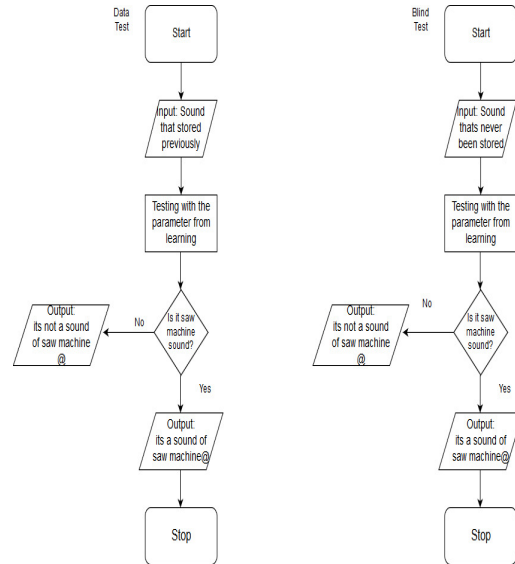 Data
Test
Start
Input: Sound
that stored
previously
Testing with the
parameter from
learning
Is it saw
machine
sound?
No
Output:
its not a sound
of saw machine
@
Yes
Output:
its a sound of
saw machine@
Stop
Blind
Test
Start
Input: Sound
thats never
been stored
Testing with the
parameter from
learning
Is it saw
machine
sound?
No
Output:
its not a sound
of saw machine
@
Yes
Output:
its a sound of
saw machine@
Stop